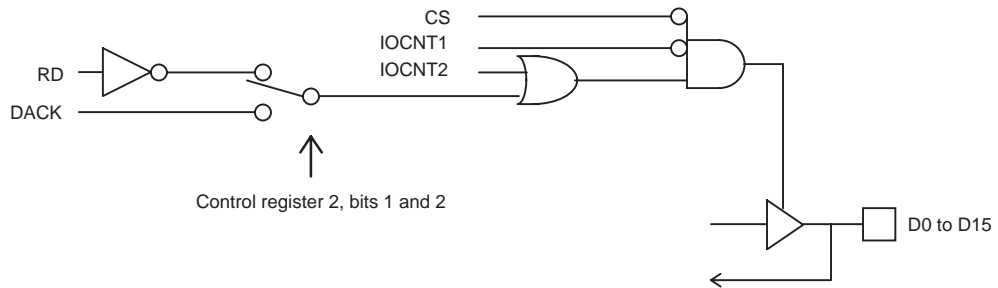 CS
IOCNT1
IOCNT2
RD
DACK
Control register 2, bits 1 and 2
D0 to D15